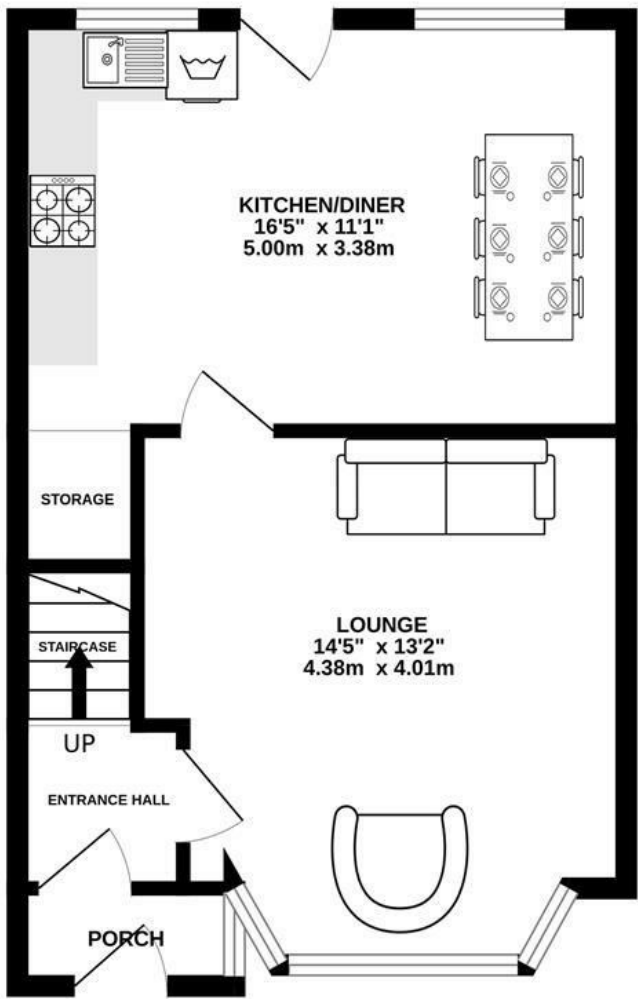 KITCHEN/DINER
16'5" x 11'1"
5.00m x 3.38m
STORAGE
LOUNGE
14'5" x 13'2"
4.38m x 4.01m
STAIRCASE
UP
ENTRANCE HALL
PORCH